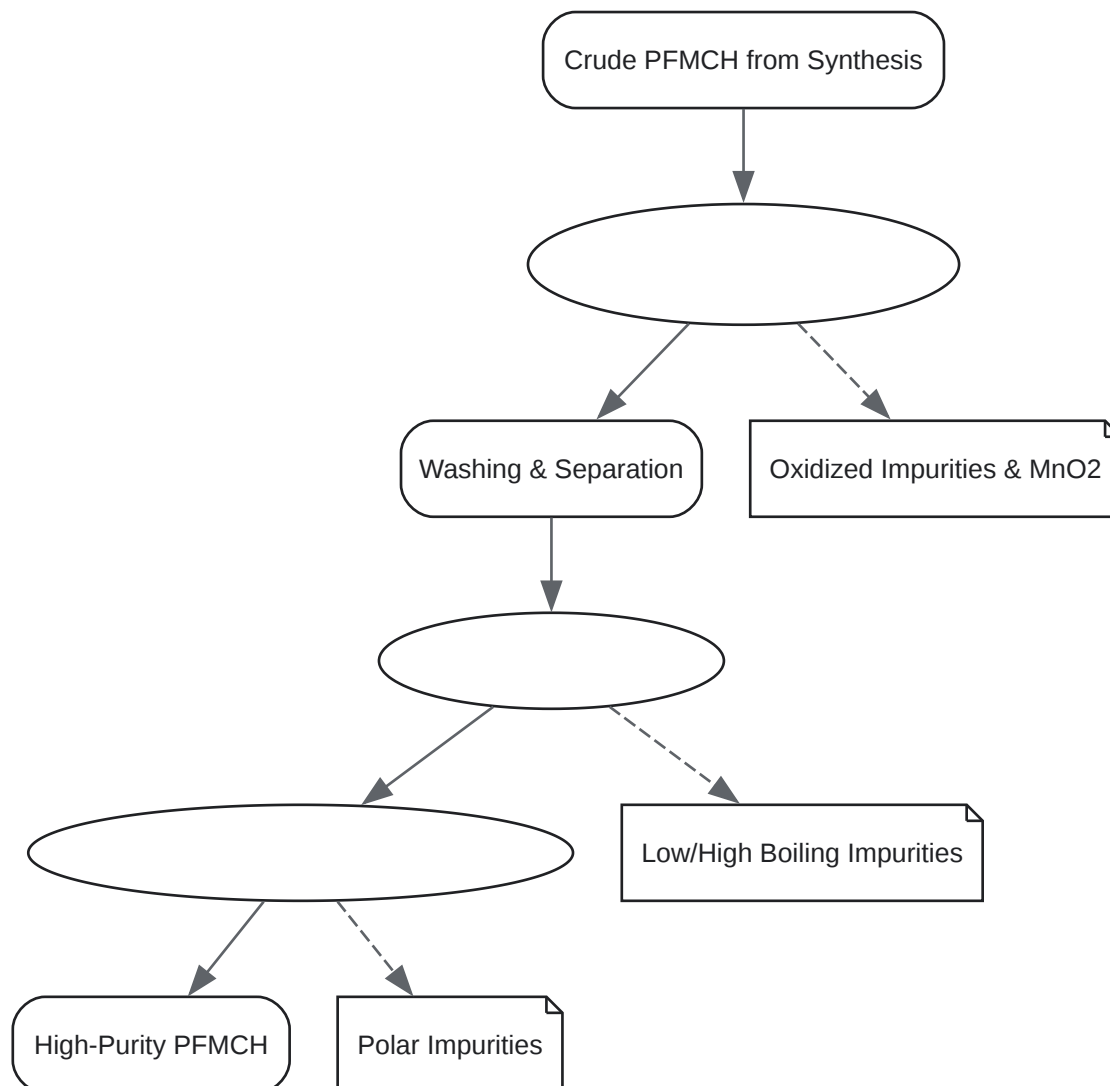 Crude PFMCH from Synthesis
Washing & Separation
Oxidized Impurities & MnO2
Low/High Boiling Impurities
High-Purity PFMCH
Polar Impurities